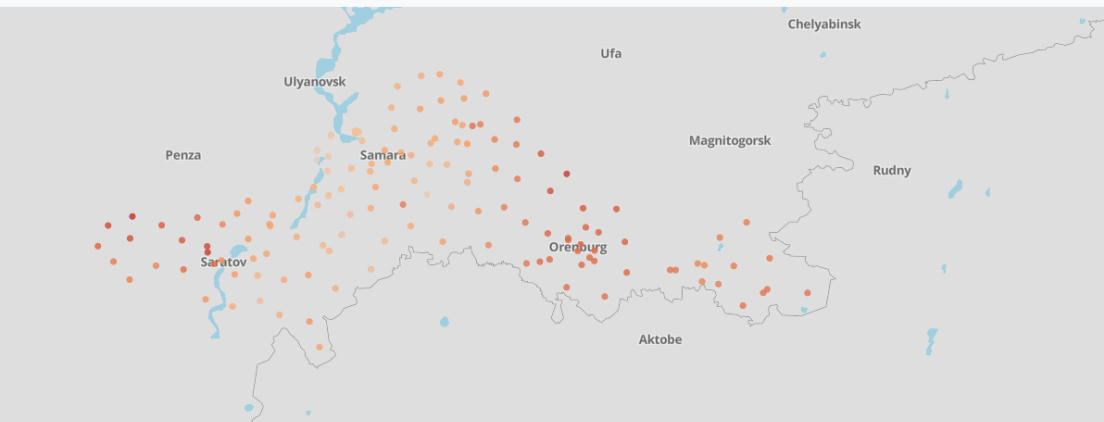 Chelyabinsk
Ufa
Ulyanovsk
Magnitogorsk
Penza
Samara
Rudny
Orenburg
Saratov
Aktobe